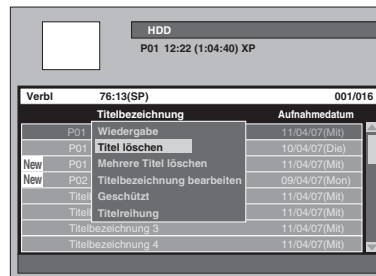 HDD
P01 12:22 (1:04:40) XP
Verbl 76:13(SP) 001/016
Titelbezeichnung Aufnahmedatum
P01 11/04/07(Mit)
Wiedergabe
P01 10/04/07(Die)
Titel löschen
New P01 11/04/07(Mit)
Mehrere Titel löschen
New P02 09/04/07(Mon)
Titelbezeichnung bearbeiten
11/04/07(Mit)
Geschützt
11/04/07(Mit)
Titelreihung
Titelbezeichnung 3 11/04/07(Mit)
Titelbezeichnung 4 11/04/07(Mit)